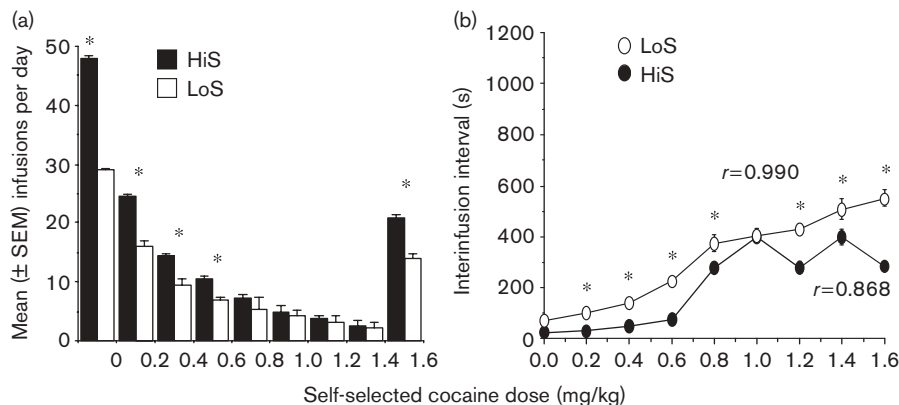 (a)
Mean (± SEM) infusions per day
50
40
30
20
10
0
*
*
*
*
*
HiS
LoS
0 0.2 0.4 0.6 0.8 1.0 1.2 1.4 1.6
(b)
Interinfusion interval (s)
1200
1000
800
600
400
200
0
LoS
HiS
r=0.990
*
*
*
*
*
*
*
r=0.868
0.0 0.2 0.4 0.6 0.8 1.0 1.2 1.4 1.6
Self-selected cocaine dose (mg/kg)